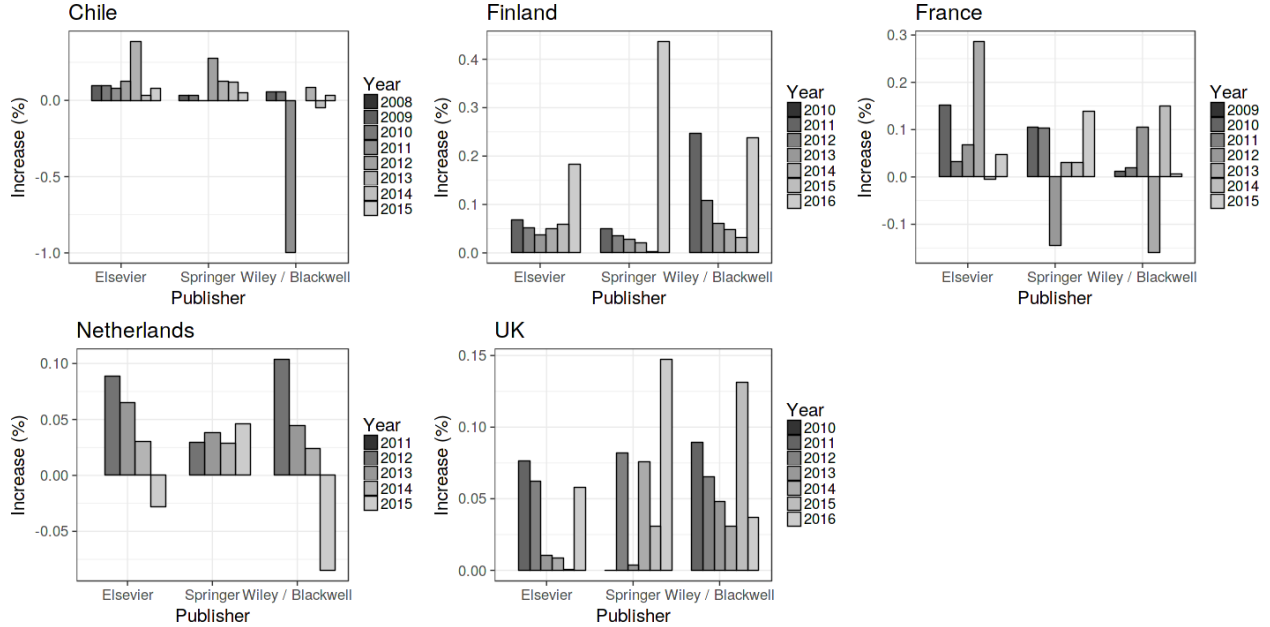 Chile
Increase (%)
0.0
-0.5
-1.0
Elsevier Springer Wiley / Blackwell
Publisher
Year
2008
2009
2010
2011
2012
2013
2014
2015
Finland
Increase (%)
0.4
0.3
0.2
0.1
0.0
Elsevier Springer Wiley / Blackwell
Publisher
Year
2010
2011
2012
2013
2014
2015
2016
France
Increase (%)
0.3
0.2
0.1
0.0
-0.1
Elsevier Springer Wiley / Blackwell
Publisher
Year
2009
2010
2011
2012
2013
2014
2015
Netherlands
Increase (%)
0.10
0.05
0.00
-0.05
Elsevier Springer Wiley / Blackwell
Publisher
Year
2011
2012
2013
2014
2015
UK
Increase (%)
0.15
0.10
0.05
0.00
Elsevier Springer Wiley / Blackwell
Publisher
Year
2010
2011
2012
2013
2014
2015
2016